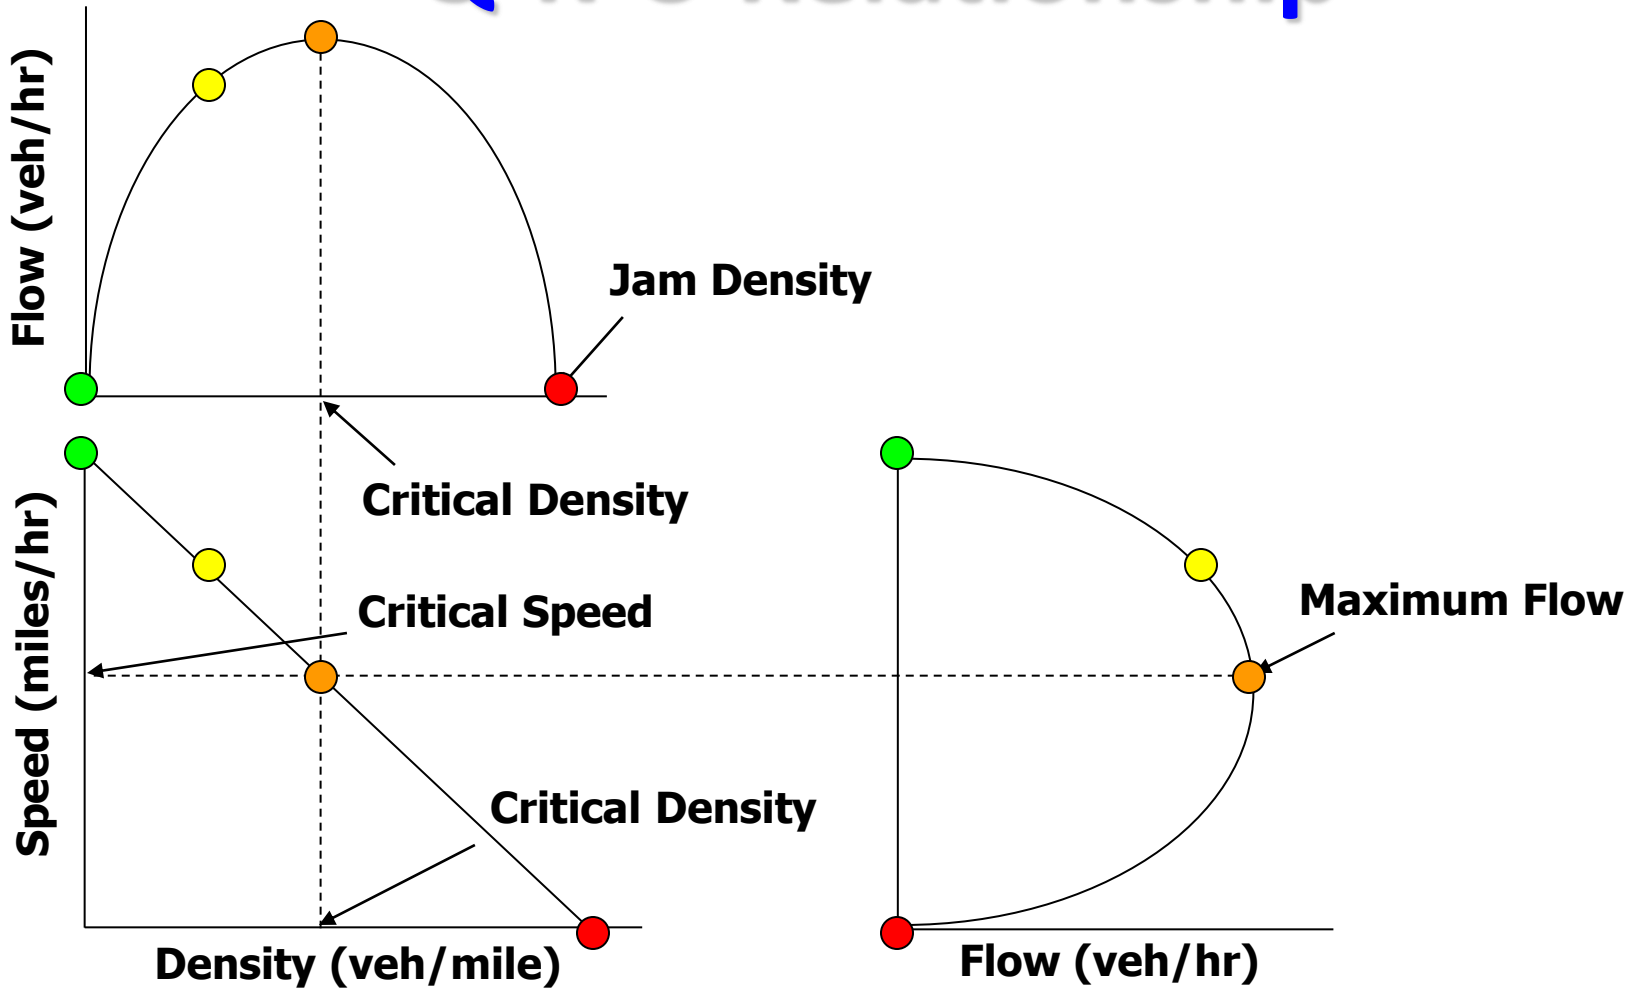 Relationship
Flow (veh/hr)
Jam Density
Critical Density
Speed (miles/hr)
Critical Speed
Maximum Flow
Critical Density
Density (veh/mile)
Flow (veh/hr)